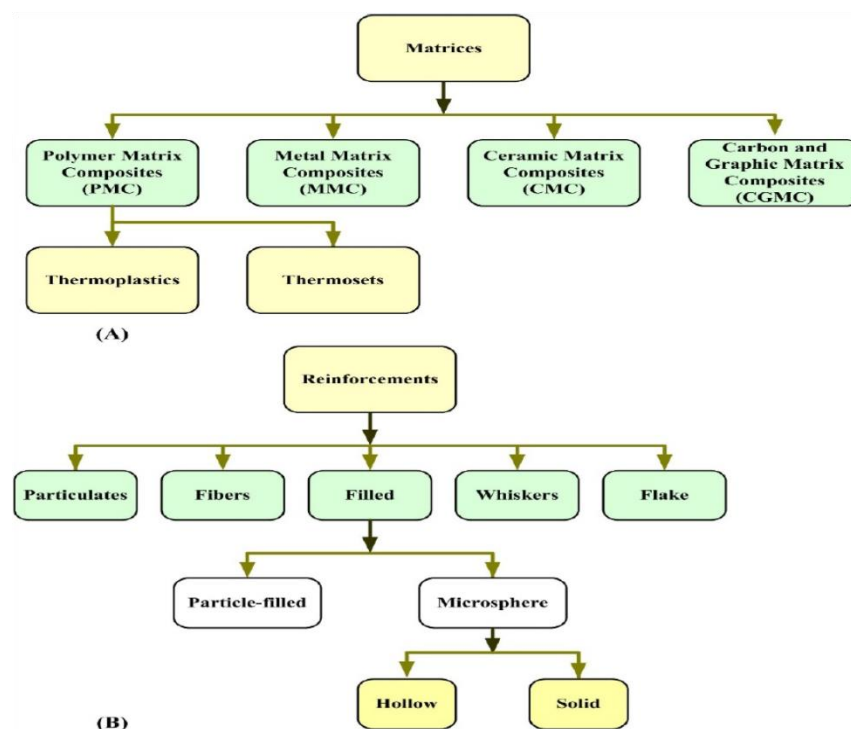 Matrices
Polymer Matrix
Composites
(PMC)
Metal Matrix
Composites
(MMC)
Ceramic Matrix
Composites
(CMC)
Carbon and
Graphic Matrix
Composites
(CGMC)
Thermoplastics
Thermosets
(A)
Reinforcements
Particulates
Fibers
Filled
Whiskers
Flake
Particle-filled
Microsphere
Hollow
Solid
(B)